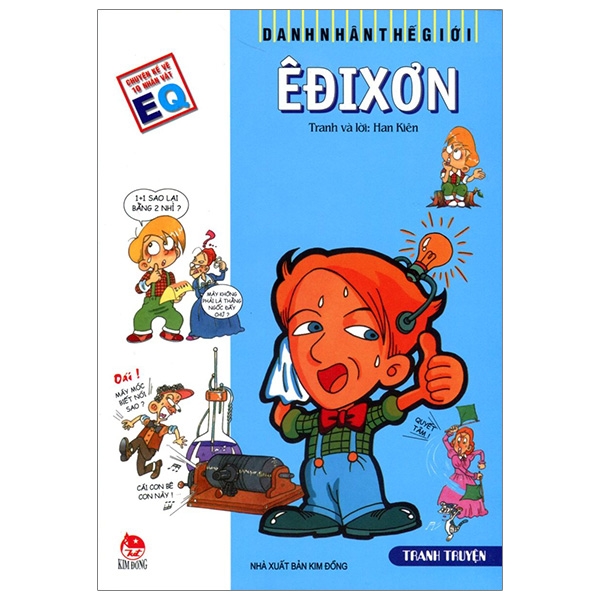 DANH NHÂN THẾ GIỚI
CHUYỆN KỂ VỀ
10 NHÂN VẬT
EQ
ÊĐIXƠN
Tranh và lời: Han Kiên
1+1 SAO LẠI
BẰNG 2 NHỈ ?
MÀY KHÔNG
PHẢI LÀ THẰNG
NGỐC ĐẤY
CHỨ ?
Oái !
MÁY MÓC
BIẾT NÓI
SAO ?
CÁI CON BÉ
CON NÀY !
QUYẾT
TÂM !
KIM ĐỒNG
NHÀ XUẤT BẢN KIM ĐỒNG
TRANH TRUYỆN